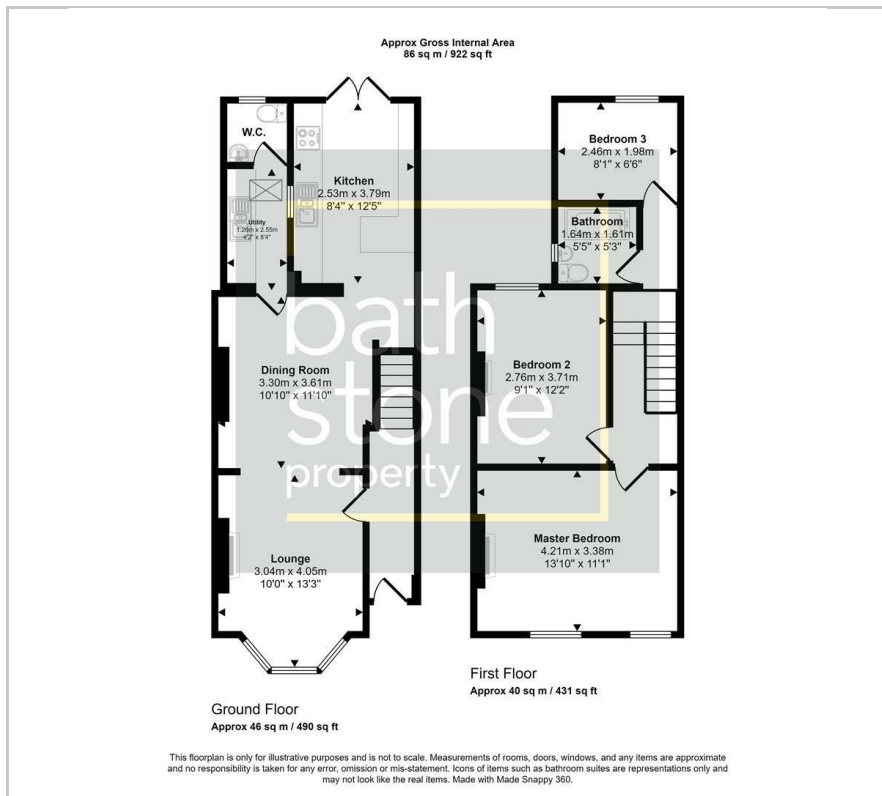 Approx Gross Internal Area
86 sq m / 922 sq ft
W.C.
Kitchen
2.53m x 3.79m
8'4" x 12'5"
Utility
1.26m x 2.55m
4'2" x 8'4"
Dining Room
3.30m x 3.61m
10'10" x 11'10"
Lounge
3.04m x 4.05m
10'0" x 13'3"
Ground Floor
Approx 46 sq m / 490 sq ft
Bedroom 3
2.46m x 1.98m
8'1" x 6'6"
Bathroom
1.64m x 1.61m
5'5" x 5'3"
Bedroom 2
2.76m x 3.71m
9'1" x 12'2"
Master Bedroom
4.21m x 3.38m
13'10" x 11'1"
First Floor
Approx 40 sq m / 431 sq ft
bath
stone
property
This floorplan is only for illustrative purposes and is not to scale. Measurements of rooms, doors, windows, and any items are approximate
and no responsibility is taken for any error, omission or mis-statement. Icons of items such as bathroom suites are representations only and
may not look like the real items. Made with Made Snappy 360.